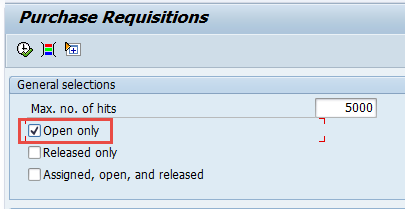 Purchase Requisitions
General selections
Max. no. of hits 5000
Open only
Released only
Assigned, open, and released